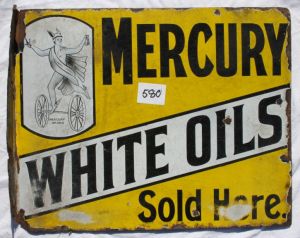 MERCURY
580
WHITE OILS
Sold Here.